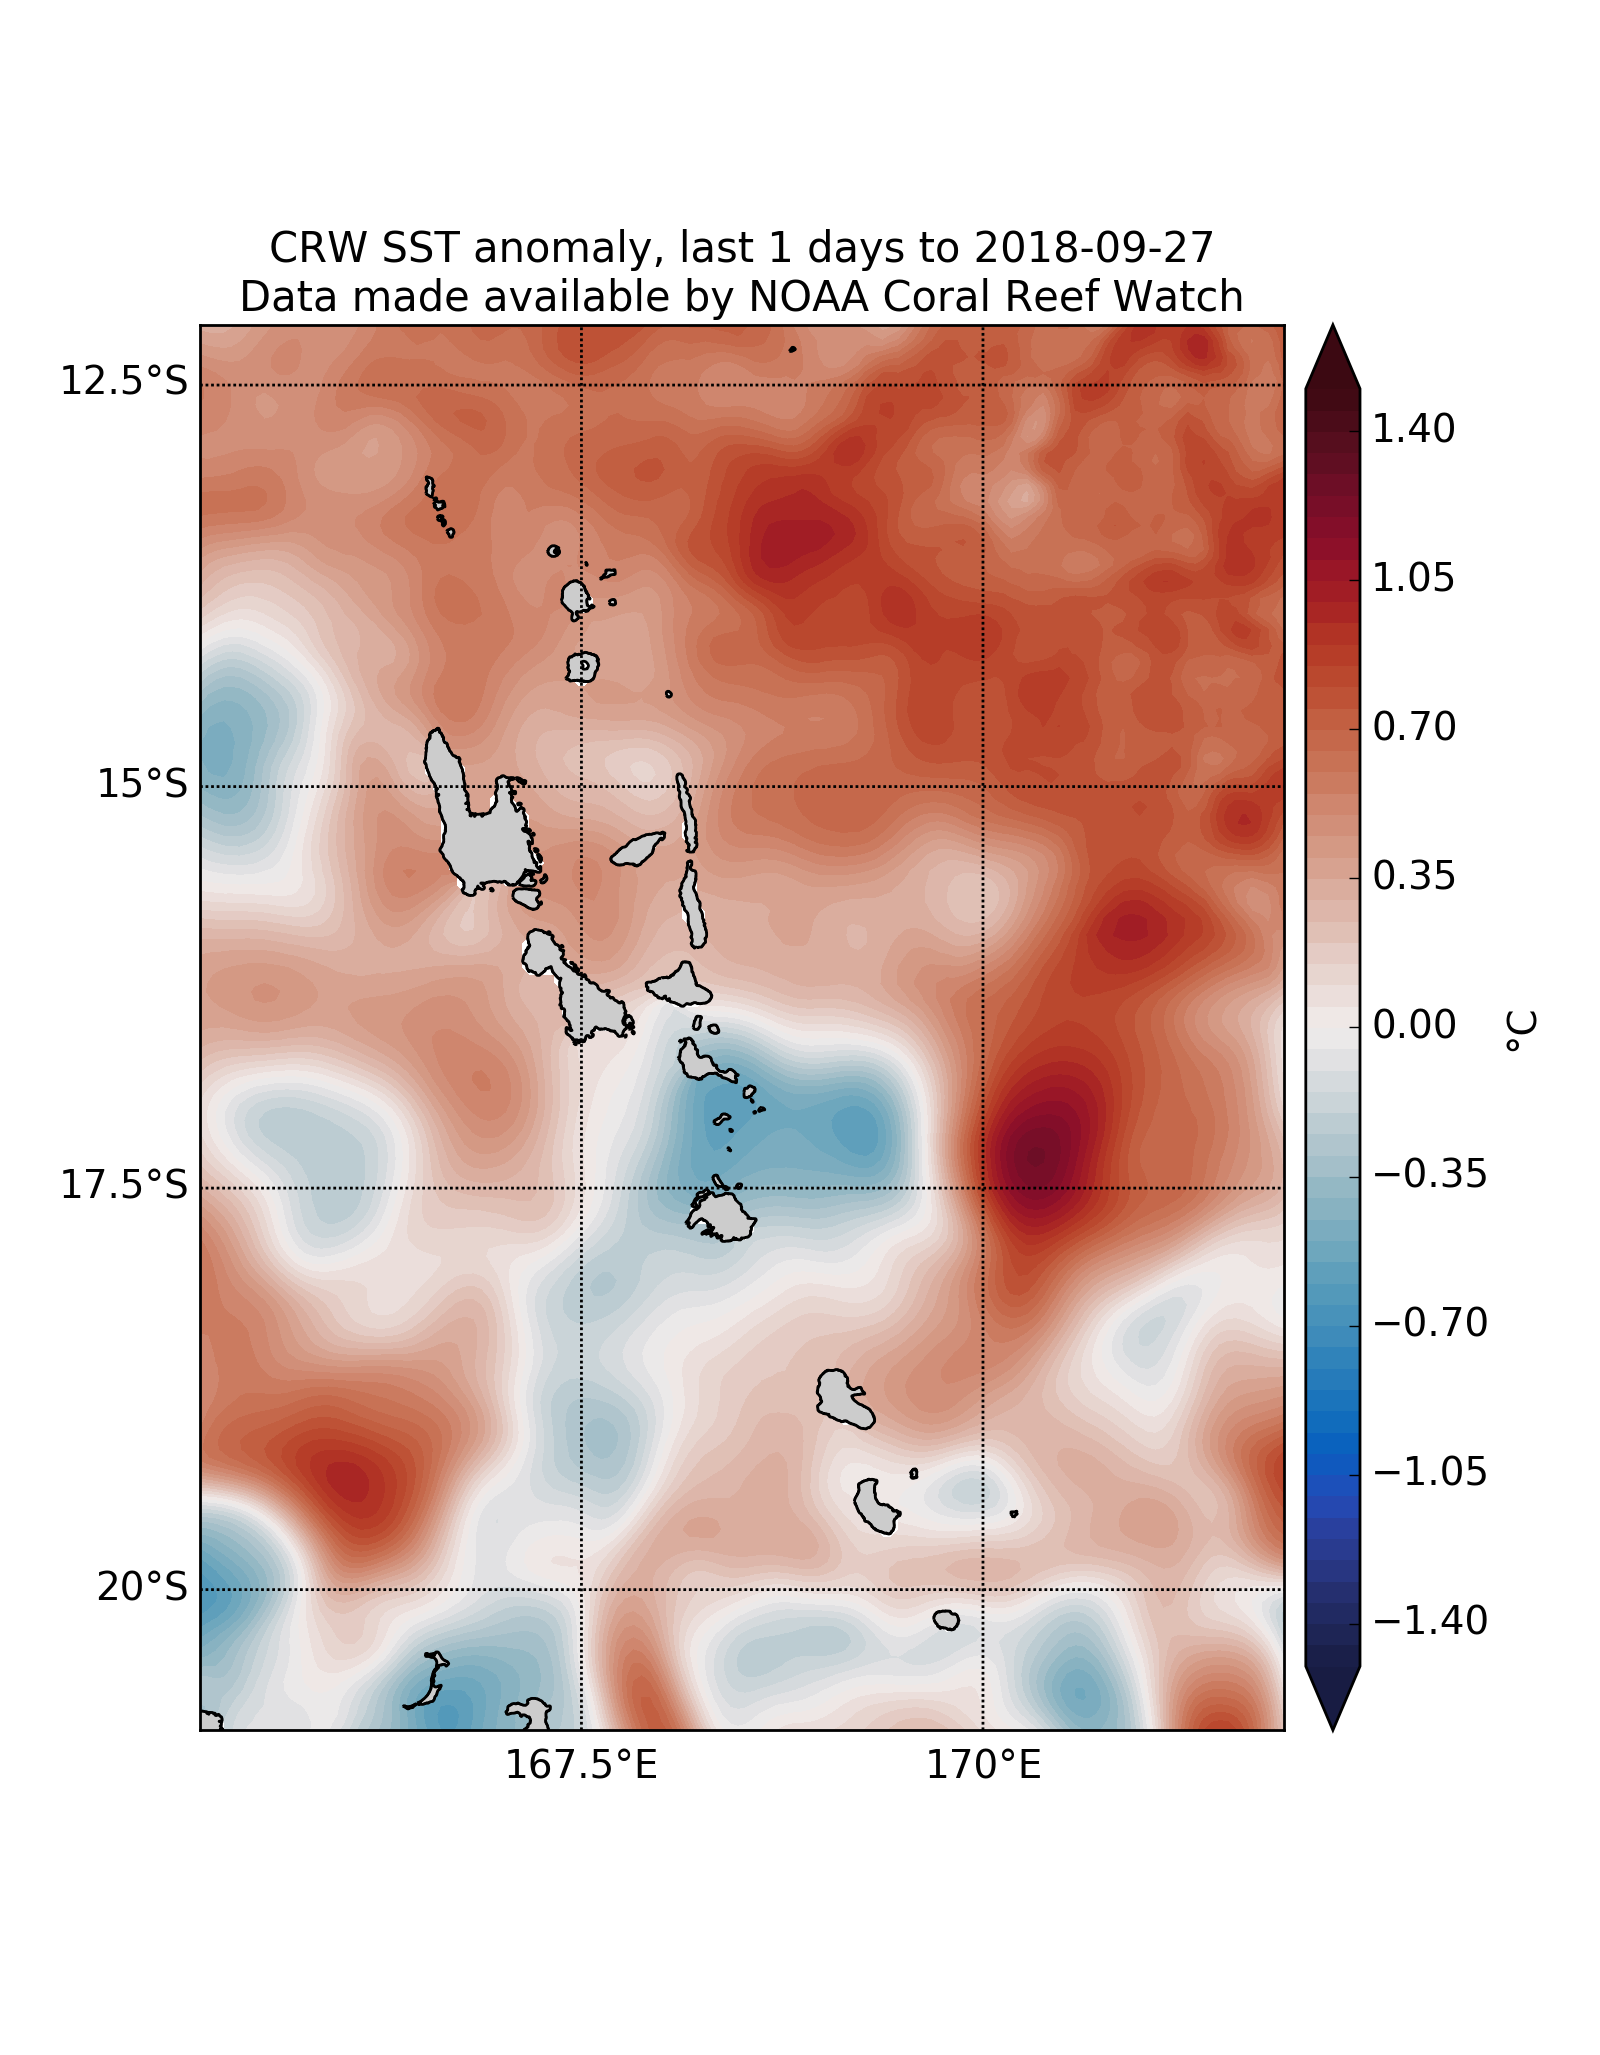 CRW SST anomaly, last 1 days to 2018-09-27
Data made available by NOAA Coral Reef Watch
12.5°S
15°S
17.5°S
20°S
167.5°E
170°E
1.40
1.05
0.70
0.35
0.00
−0.35
−0.70
−1.05
−1.40
°C